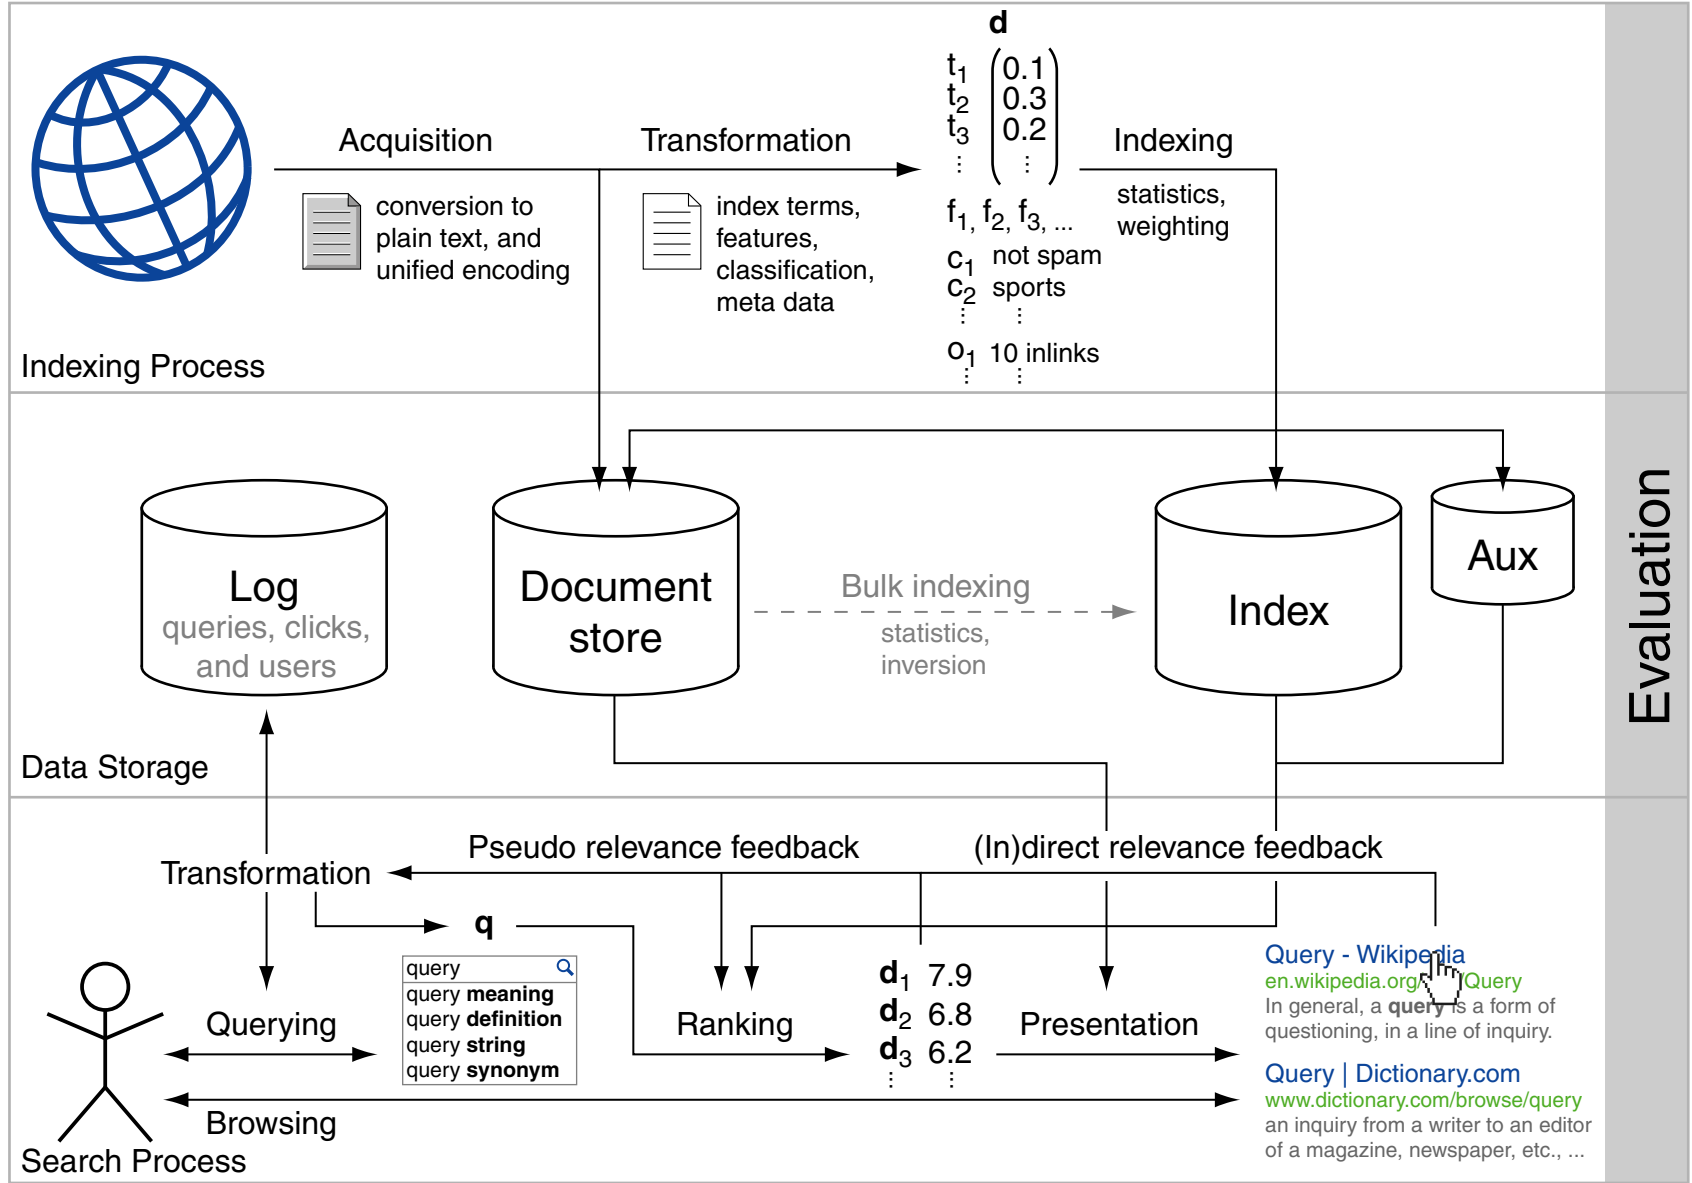 d
t1 0.1
t2 0.3
t3 0.2
⋮ ⋮
Acquisition
Transformation
Indexing
conversion to
plain text, and
unified encoding
index terms,
features,
classification,
meta data
statistics,
weighting
f1, f2, f3, ...
c1 not spam
c2 sports
⋮ ⋮
o1 10 inlinks
⋮ ⋮
Indexing Process
Evaluation
Log
queries, clicks,
and users
Document
store
Bulk indexing
statistics,
inversion
Index
Aux
Data Storage
Pseudo relevance feedback
(In)direct relevance feedback
Transformation
q
query
query meaning
query definition
query string
query synonym
Querying
Ranking
d1 7.9
d2 6.8
d3 6.2
⋮ ⋮
Presentation
Query - Wikipedia
en.wikipedia.org/ /Query
In general, a query is a form of
questioning, in a line of inquiry.
Query | Dictionary.com
www.dictionary.com/browse/query
an inquiry from a writer to an editor
of a magazine, newspaper, etc., ...
Browsing
Search Process